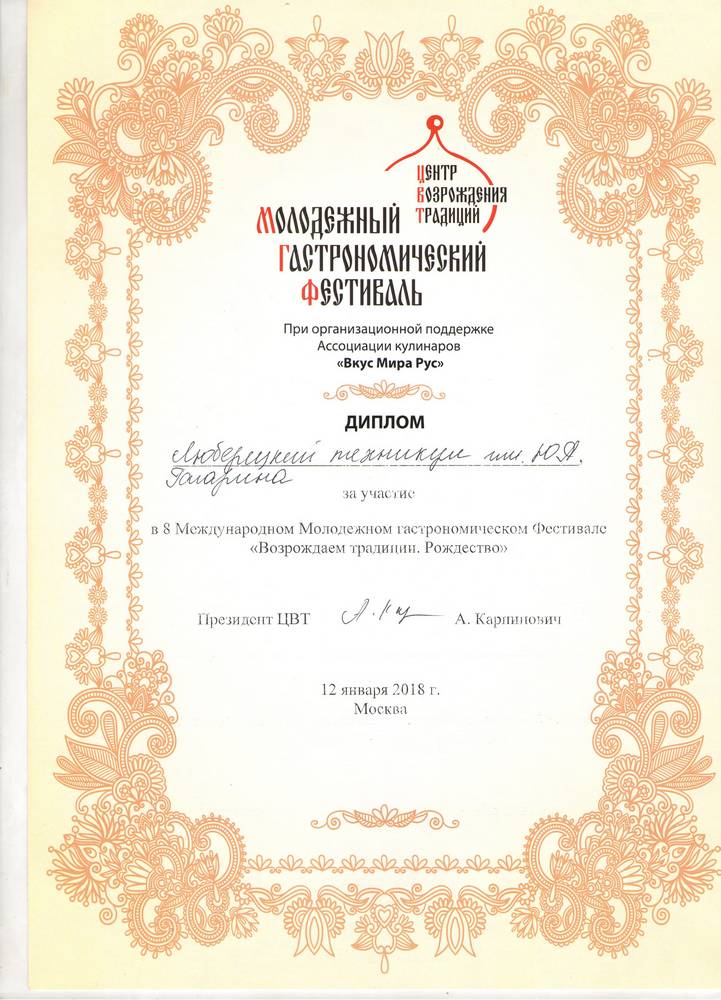 ЦЕНТР
ВОЗРОЖДЕНИЯ
ТРАДИЦИЙ
МОЛОДЕЖНЫЙ
ГАСТРОНОМИЧЕСКИЙ
ФЕСТИВАЛЬ
При организационной поддержке
Ассоциации кулинаров
«Вкус Мира Рус»
ДИПЛОМ
Люберецкий техникум им. Ю.А.
Гагарина
за участие
в 8 Международном Молодежном гастрономическом Фестивале
«Возрождаем традиции. Рождество»
Президент ЦВТ А. Кар А. Карпинович
12 января 2018 г.
Москва